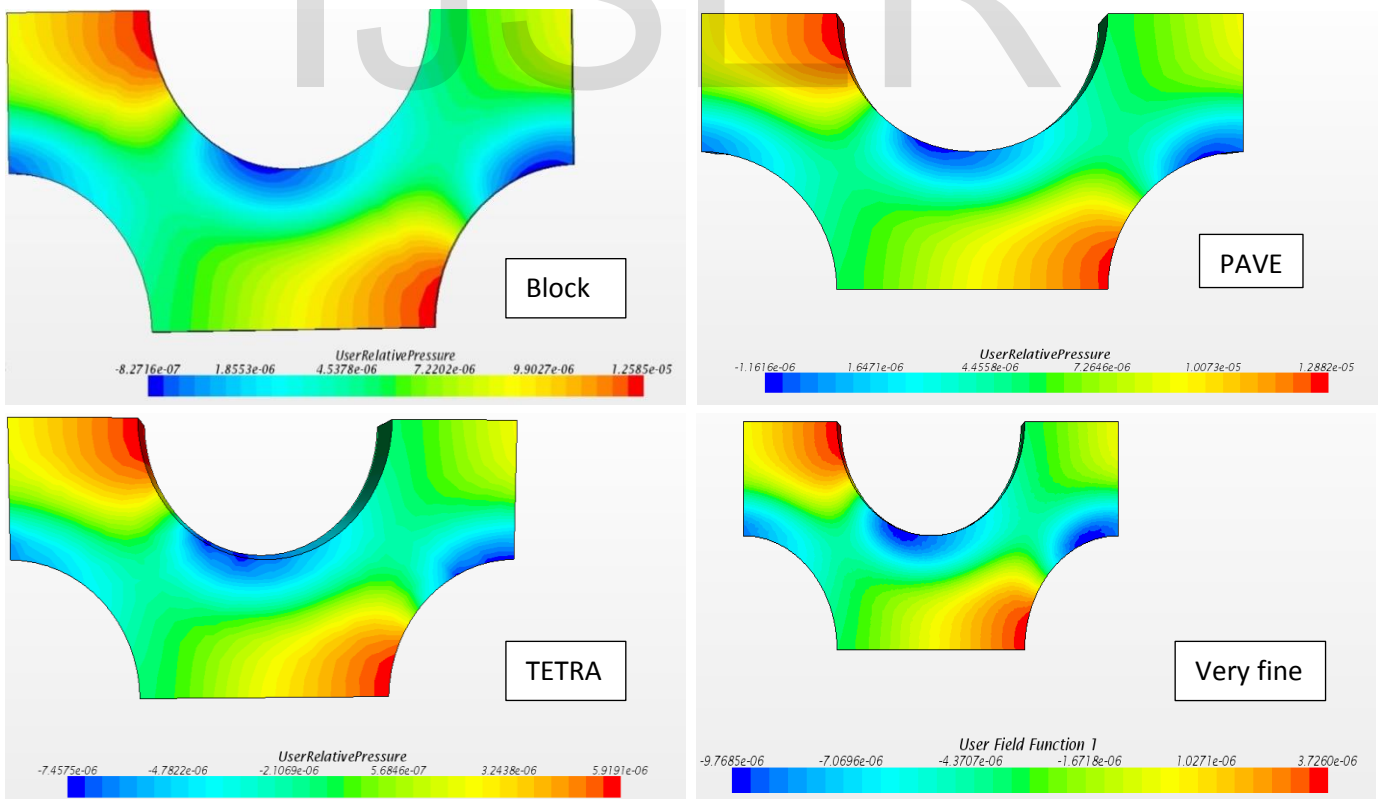 IJSER
Block
UserRelativePressure
-8.2716e-07 1.8553e-06 4.5378e-06 7.2202e-06 9.9027e-06 1.2585e-05
PAVE
UserRelativePressure
-1.1616e-06 1.6471e-06 4.4558e-06 7.2646e-06 1.0073e-05 1.2882e-05
TETRA
UserRelativePressure
-7.4575e-06 -4.7822e-06 -2.1069e-06 5.6846e-07 3.2438e-06 5.9191e-06
Very fine
User Field Function 1
-9.7685e-06 -7.0696e-06 -4.3707e-06 -1.6718e-06 1.0271e-06 3.7260e-06